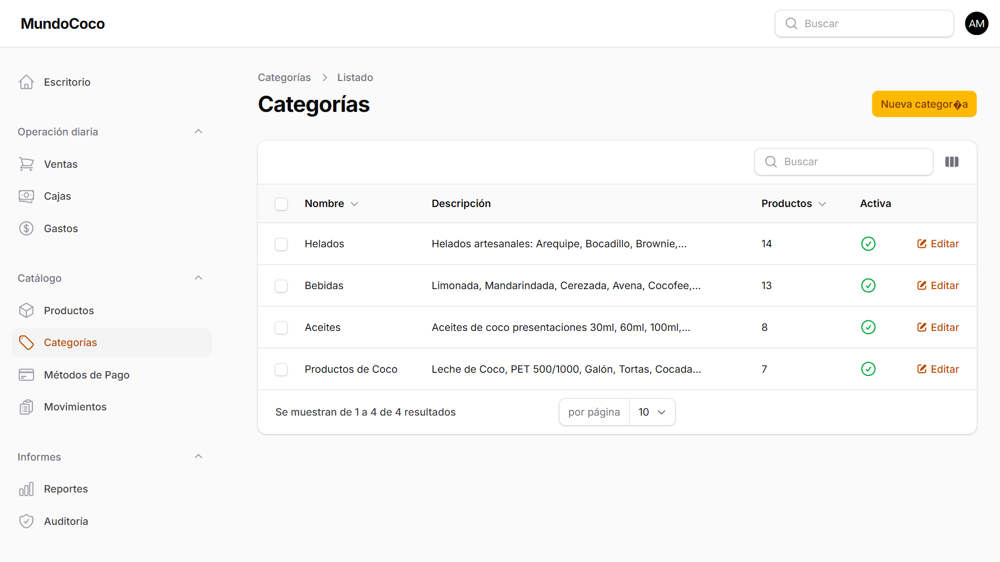 MundoCoco
Buscar
AM
Escritorio
Operación diaria
Ventas
Cajas
Gastos
Catálogo
Productos
Categorías
Métodos de Pago
Movimientos
Informes
Reportes
Auditoría
Categorías > Listado
Categorías
Nueva categor�a
Buscar
Nombre Descripción Productos Activa
Helados Helados artesanales: Arequipe, Bocadillo, Brownie,... 14 Editar
Bebidas Limonada, Mandarindada, Cerezada, Avena, Cocofee,... 13 Editar
Aceites Aceites de coco presentaciones 30ml, 60ml, 100ml,... 8 Editar
Productos de Coco Leche de Coco, PET 500/1000, Galón, Tortas, Cocada... 7 Editar
Se muestran de 1 a 4 de 4 resultados por página 10